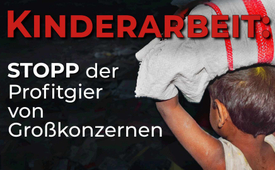 KINDERARBEIT:
STOPP der
Profitgier
von
Großkonzernen